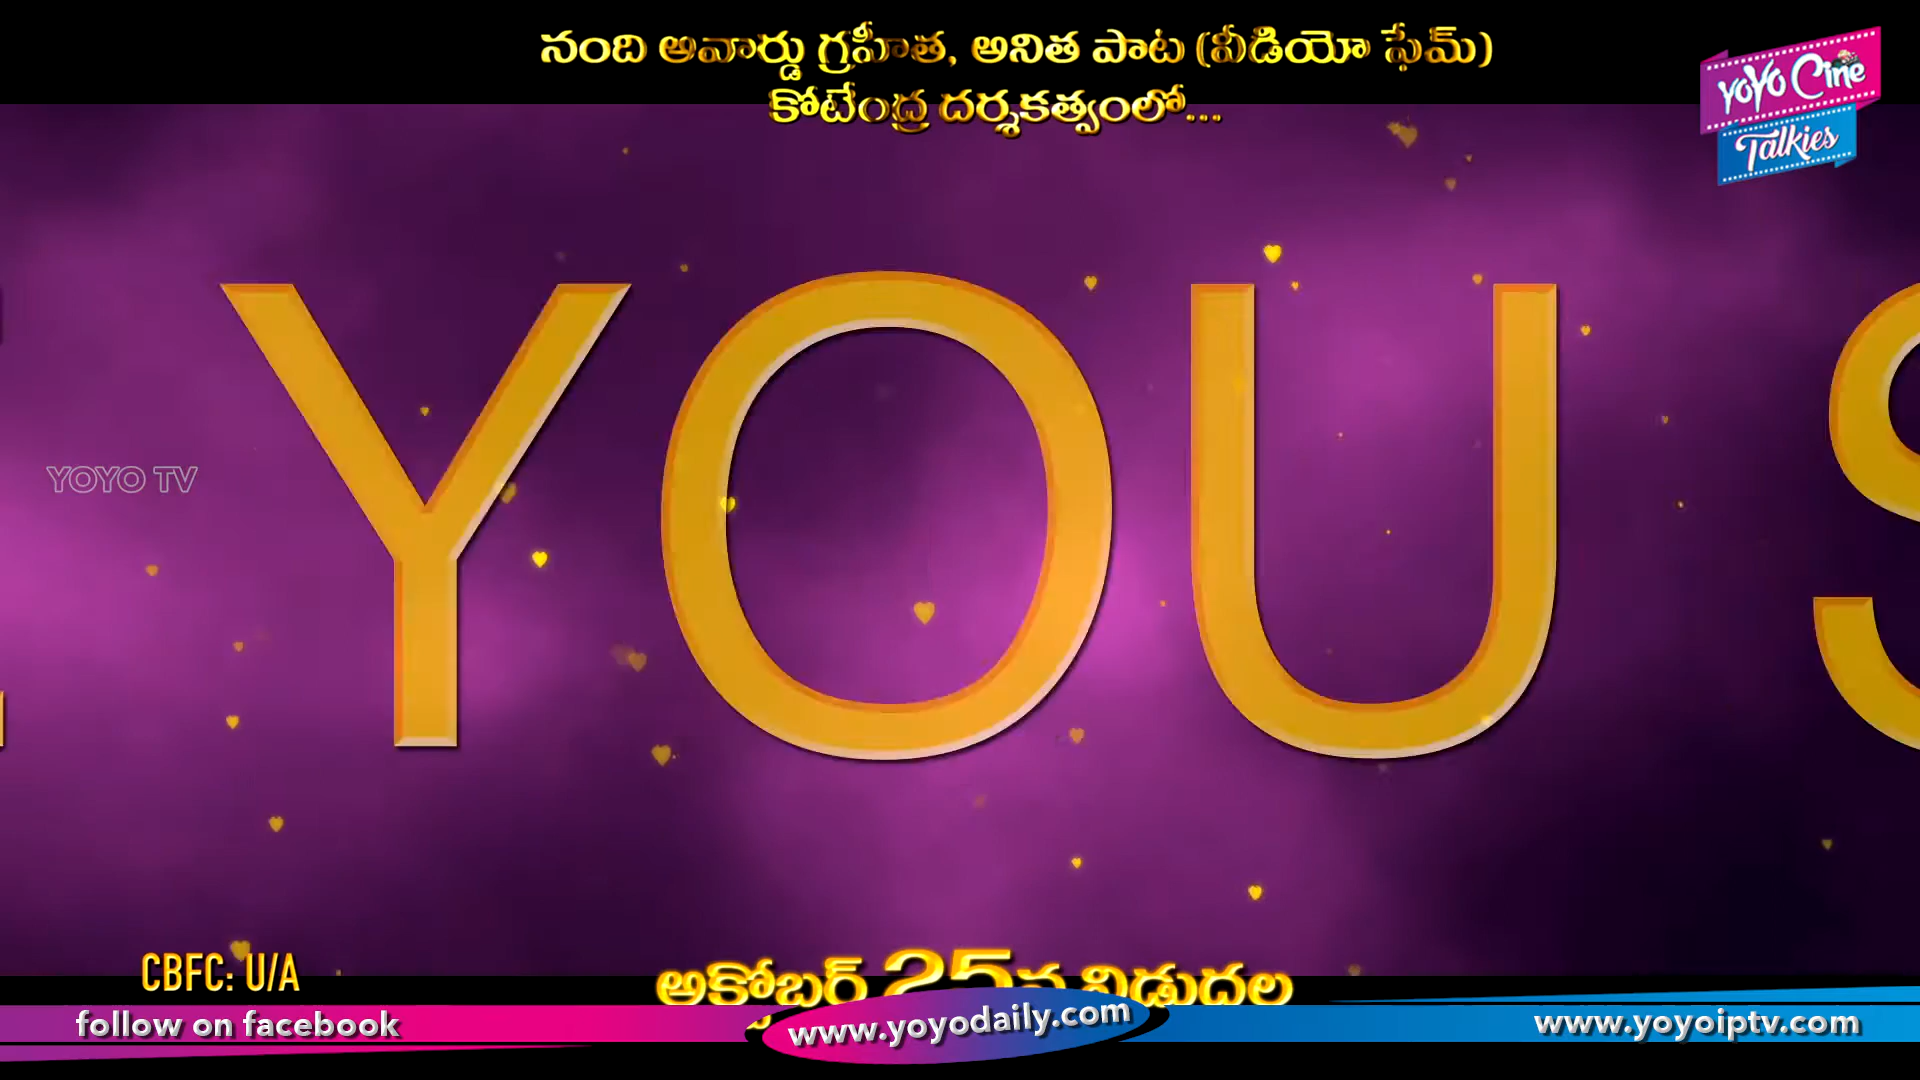 నంది అవార్డు గ్రహీత, అనిత పాట (వీడియో ఫేమ్)
కోటేంద్ర దర్శకత్వంలో...
YOYO Cine
Talkies
YOU S
YOYO TV
CBFC: U/A
అక్టోబర్ 25న విడుదల
follow on facebook
www.yoyodaily.com
www.yoyoiptv.com